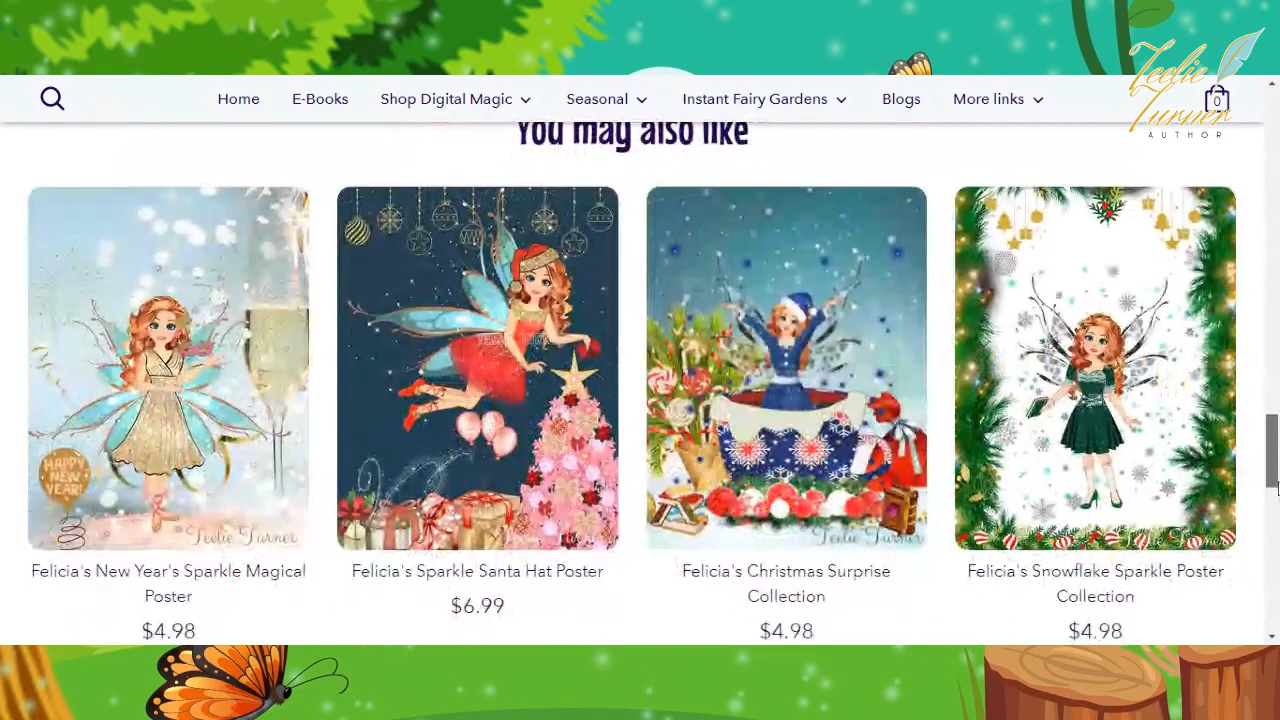 Teelie
Turner
AUTHOR
Home
E-Books
Shop Digital Magic
Seasonal
Instant Fairy Gardens
Blogs
More links
0
You may also like
HAPPY
NEW
YEAR!
Teelie Turner
Teelie Turner
Teelie Turner
Felicia's New Year's Sparkle Magical
Poster
$4.98
Felicia's Sparkle Santa Hat Poster
$6.99
Felicia's Christmas Surprise
Collection
$4.98
Felicia's Snowflake Sparkle Poster
Collection
$4.98